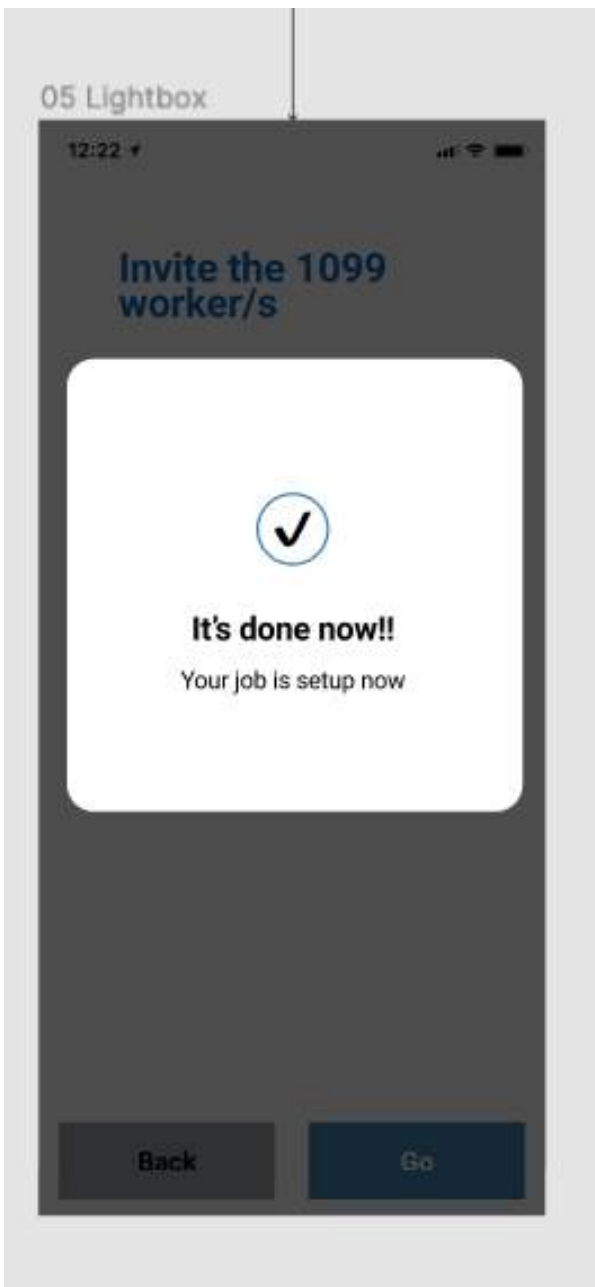 05 Lightbox
12:22
Invite the 1099
worker/s
It's done now!!
Your job is setup now
Back
Go